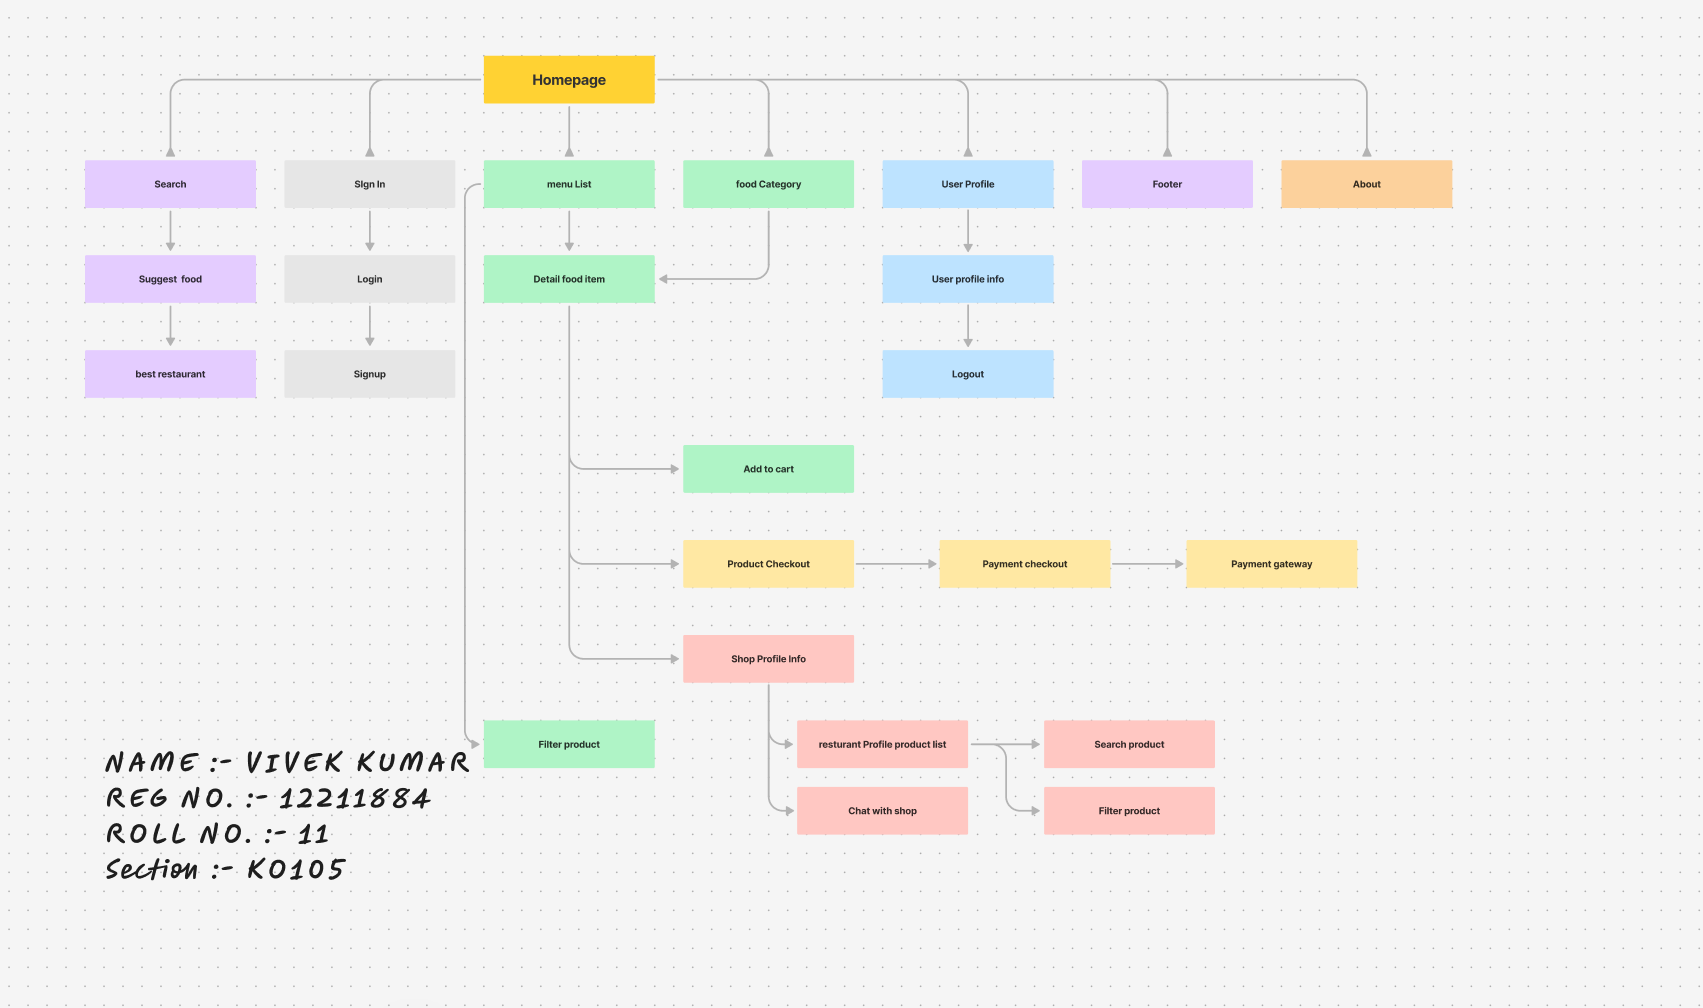 Homepage
Search
SIgn In
menu List
food Category
User Profile
Footer
About
Suggest  food
Login
Detail food item
User profile info
best restaurant
Signup
Logout
Add to cart
Product Checkout
Payment checkout
Payment gateway
Shop Profile Info
Filter product
resturant Profile product list
Search product
Chat with shop
Filter product
NAME :- VIVEK KUMAR
REG NO. :- 12211884
ROLL NO. :- 11
Section :- KO105